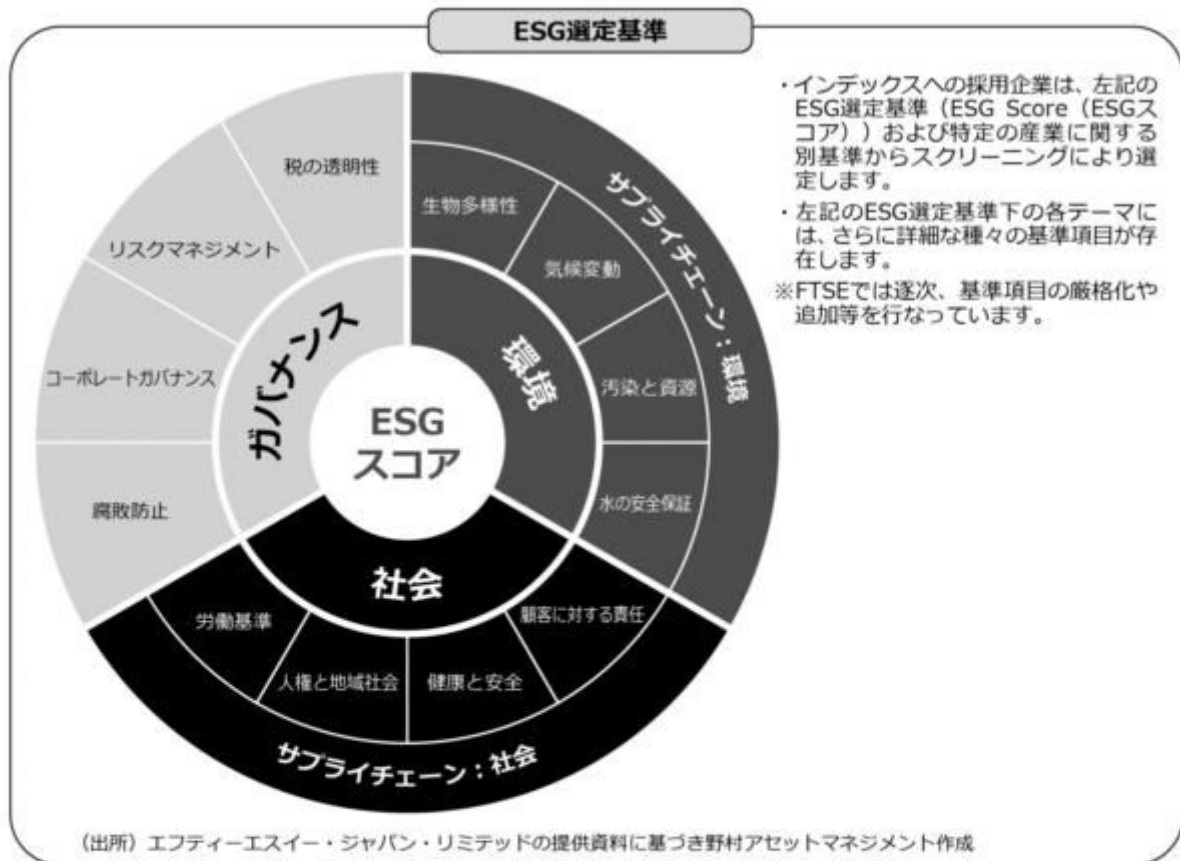 ESG選定基準
・インデックスへの採用企業は、左記の
ESG選定基準（ESG Score（ESGス
コア））および特定の産業に関する
別基準からスクリーニングにより選
定します。
・左記のESG選定基準下の各テーマに
は、さらに詳細な種々の基準項目が存
在します。
※FTSEでは逐次、基準項目の厳格化や
追加等を行なっています。
税の透明性
リスクマネジメント
コーポレートガバナンス
腐敗防止
ガバナンス
ESG
スコア
環境
生物多様性
気候変動
汚染と資源
水の安全保証
サプライチェーン：環境
社会
労働基準
人権と地域社会
健康と安全
顧客に対する責任
サプライチェーン：社会
（出所）エフティーエスイー・ジャパン・リミテッドの提供資料に基づき野村アセットマネジメント作成